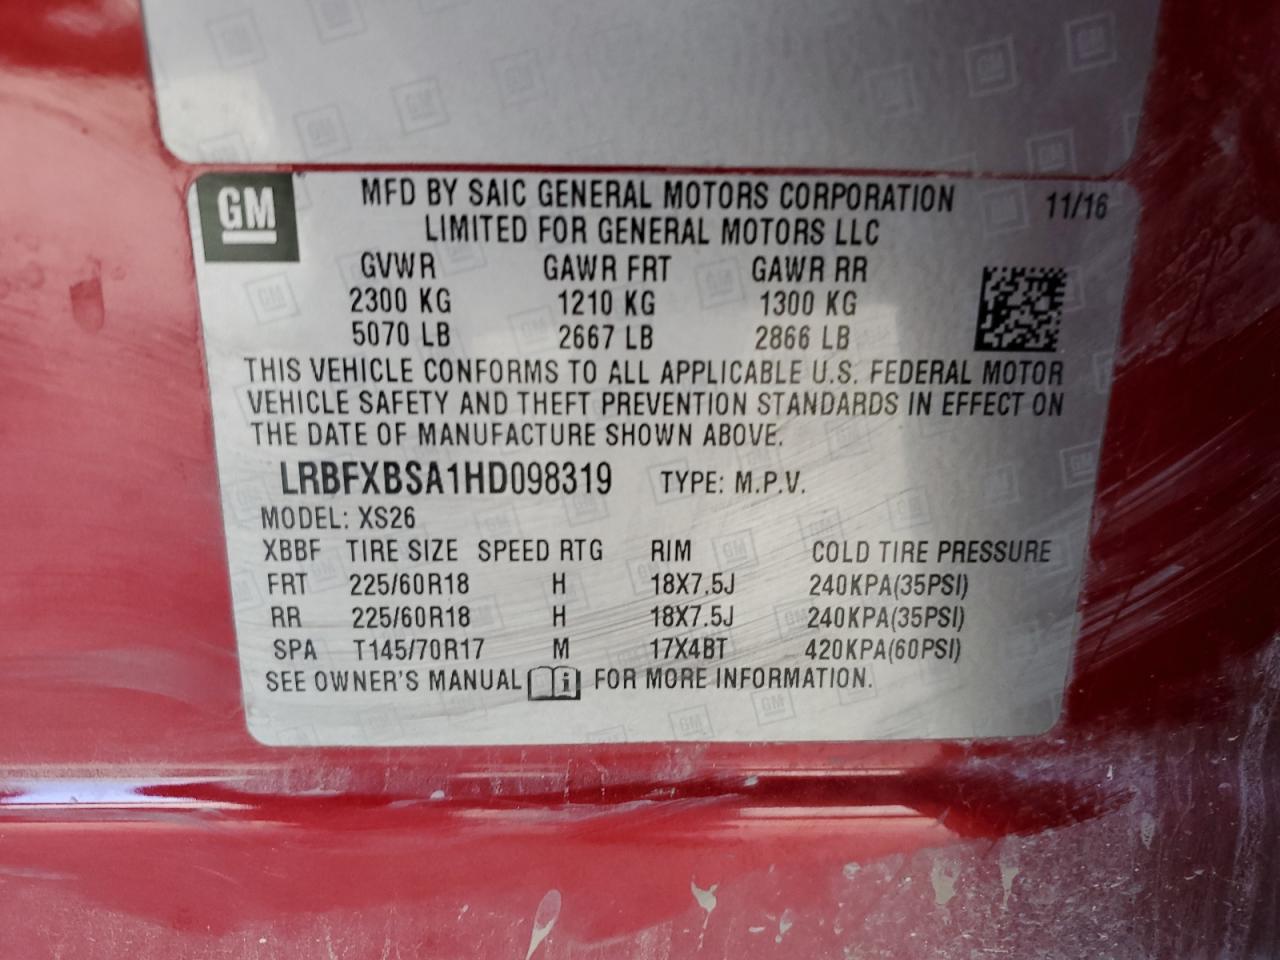 GM
MFD BY SAIC GENERAL MOTORS CORPORATION 11/16
LIMITED FOR GENERAL MOTORS LLC
GVWR GAWR FRT GAWR RR
2300 KG 1210 KG 1300 KG
5070 LB 2667 LB 2866 LB
THIS VEHICLE CONFORMS TO ALL APPLICABLE U.S. FEDERAL MOTOR
VEHICLE SAFETY AND THEFT PREVENTION STANDARDS IN EFFECT ON
THE DATE OF MANUFACTURE SHOWN ABOVE.
LRBFXBSA1HD098319 TYPE: M.P.V.
MODEL: XS26
XBBF TIRE SIZE SPEED RTG RIM COLD TIRE PRESSURE
FRT 225/60R18 H 18X7.5J 240KPA(35PSI)
RR 225/60R18 H 18X7.5J 240KPA(35PSI)
SPA T145/70R17 M 17X4BT 420KPA(60PSI)
SEE OWNER'S MANUAL i FOR MORE INFORMATION.